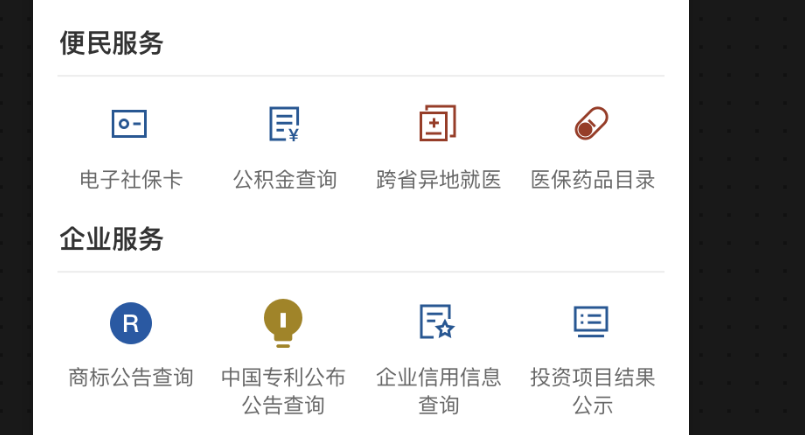 便民服务
电子社保卡 公积金查询 跨省异地就医 医保药品目录
企业服务
R
商标公告查询 中国专利公布 企业信用信息 投资项目结果
公告查询 查询 公示